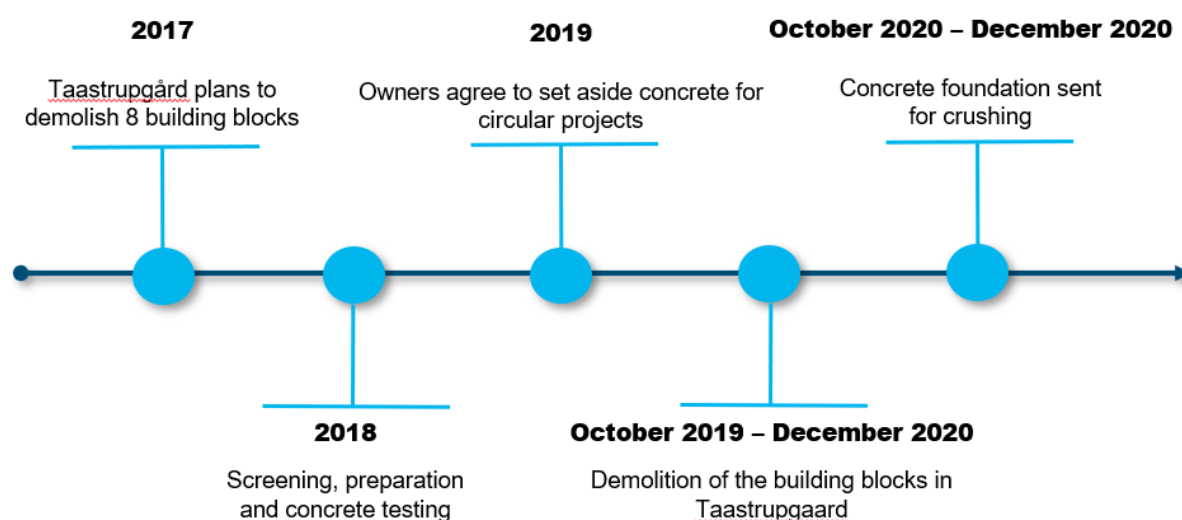 2017
Taastrupgård plans to
demolish 8 building blocks
2018
Screening, preparation
and concrete testing
2019
Owners agree to set aside concrete for
circular projects
October 2019 – December 2020
Demolition of the building blocks in
Taastrupgaard
October 2020 – December 2020
Concrete foundation sent
for crushing